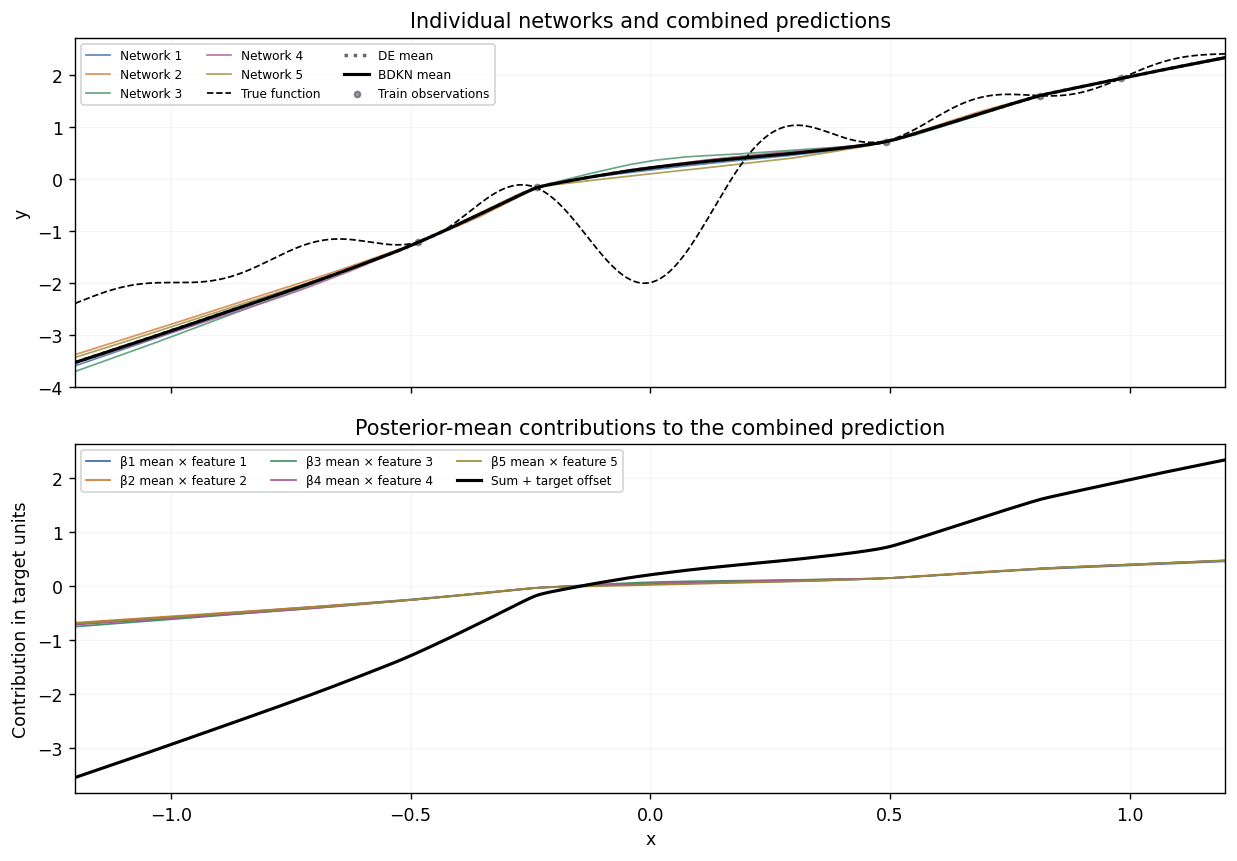 Individual networks and combined predictions
Network 1 Network 4 DE mean
Network 2 Network 5 BDKN mean
Network 3 True function Train observations
2
1
0
−1
−2
−3
−4
y
Posterior-mean contributions to the combined prediction
β1 mean × feature 1 β3 mean × feature 3 β5 mean × feature 5
β2 mean × feature 2 β4 mean × feature 4 Sum + target offset
2
1
0
−1
−2
−3
Contribution in target units
−1.0 −0.5 0.0 0.5 1.0
x